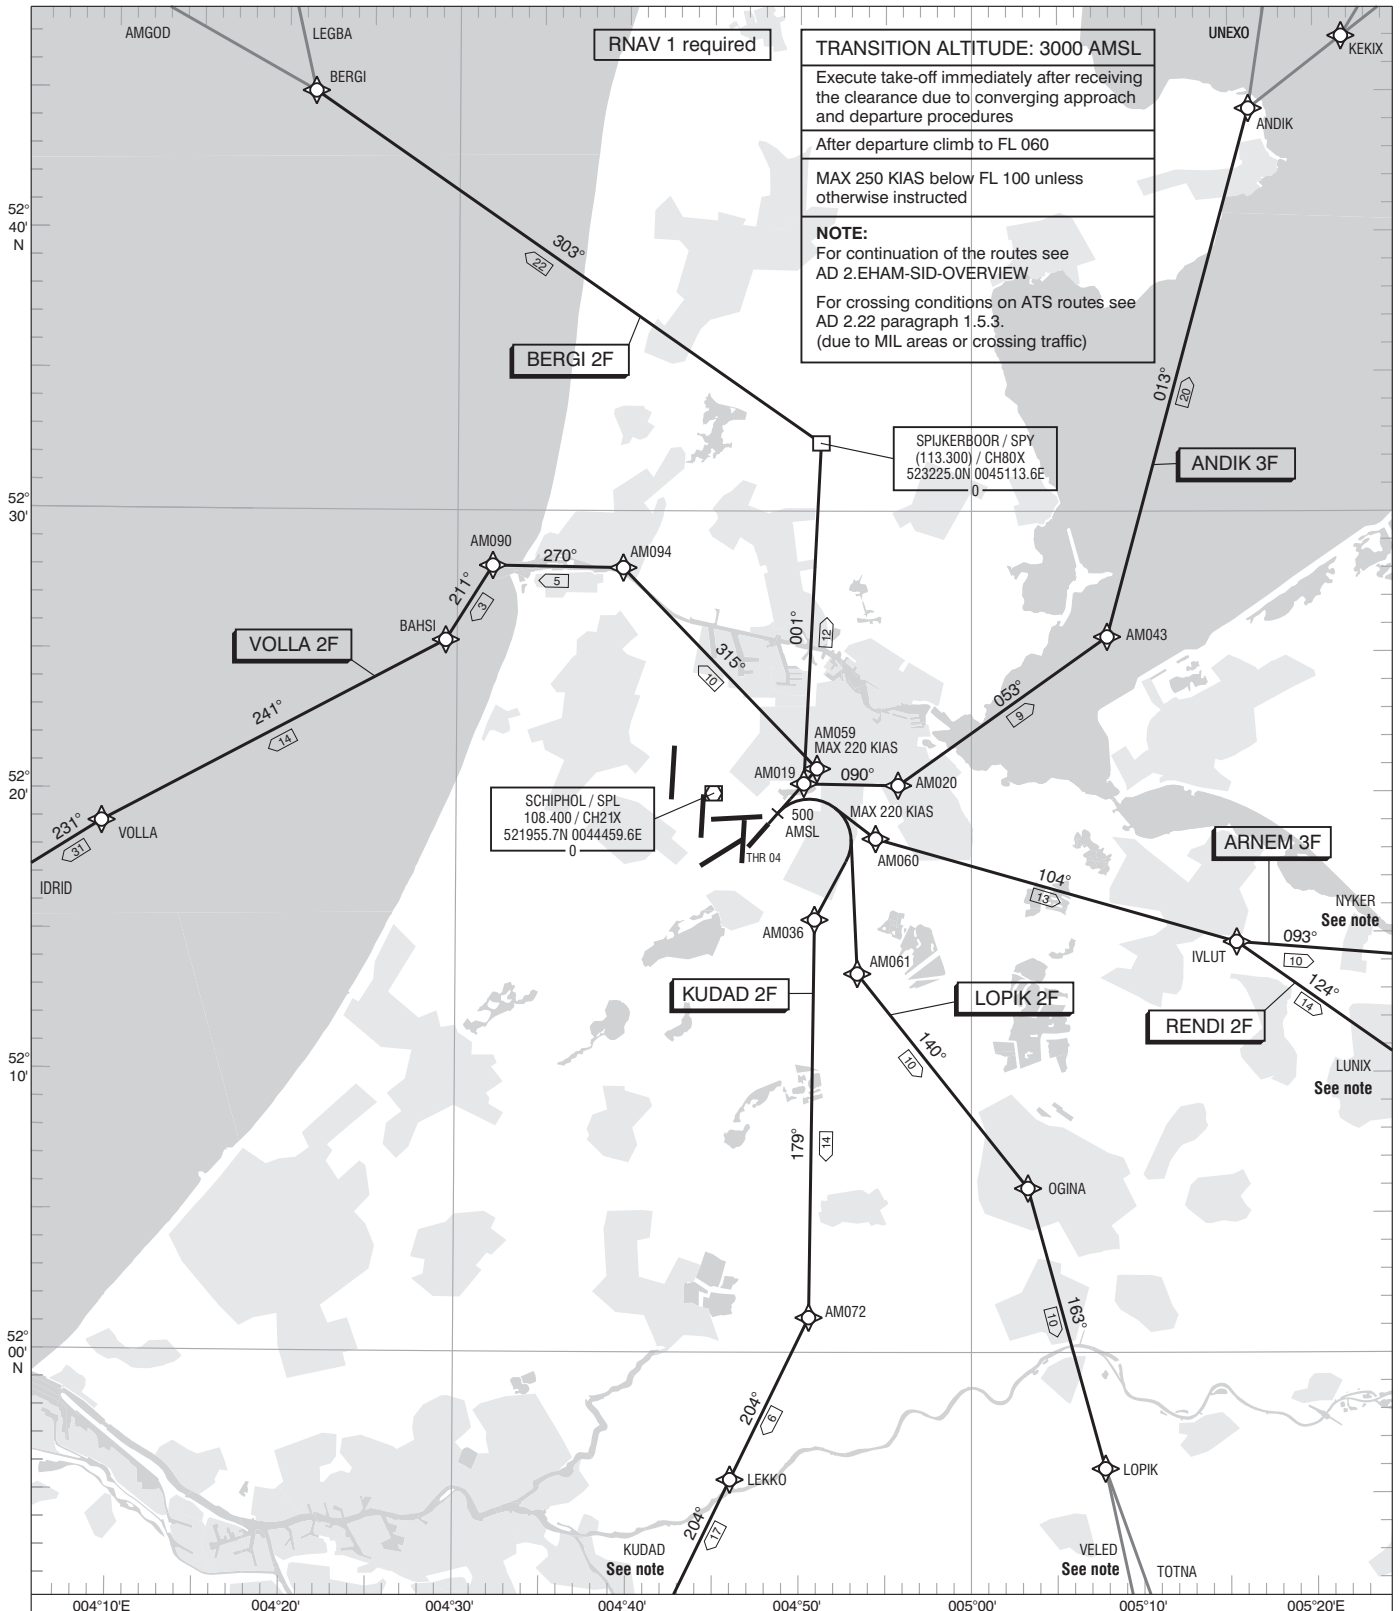 AMGOD
LEGBA
BERGI
RNAV 1 required
TRANSITION ALTITUDE: 3000 AMSL
Execute take-off immediately after receiving
the clearance due to converging approach
and departure procedures
After departure climb to FL 060
MAX 250 KIAS below FL 100 unless
otherwise instructed
NOTE:
For continuation of the routes see
AD 2.EHAM-SID-OVERVIEW
For crossing conditions on ATS routes see
AD 2.22 paragraph 1.5.3.
(due to MIL areas or crossing traffic)
UNEXO
KEKIX
ANDIK
52°
40'
N
303°
22
BERGI 2F
013°
20
ANDIK 3F
SPIJKERBOOR / SPY
(113.300) / CH80X
523225.0N 0045113.6E
0
52°
30'
AM090
270°
5
AM094
211°
3
BAHSI
VOLLA 2F
241°
14
315°
10
001°
12
AM043
053°
9
AM059
MAX 220 KIAS
AM019
090°
AM020
52°
20'
SCHIPHOL / SPL
108.400 / CH21X
521955.7N 0044459.6E
0
500
AMSL
MAX 220 KIAS
THR 04
AM060
231°
31
VOLLA
IDRID
ARNEM 3F
104°
13
NYKER
See note
093°
10
IVLUT
124°
14
RENDI 2F
LUNIX
See note
AM036
AM061
KUDAD 2F
LOPIK 2F
140°
10
52°
10'
179°
14
OGINA
AM072
163°
10
52°
00'
N
204°
6
LEKKO
LOPIK
204°
17
KUDAD
See note
VELED
See note
TOTNA
004°10'E
004°20'
004°30'
004°40'
004°50'
005°00'
005°10'
005°20'E